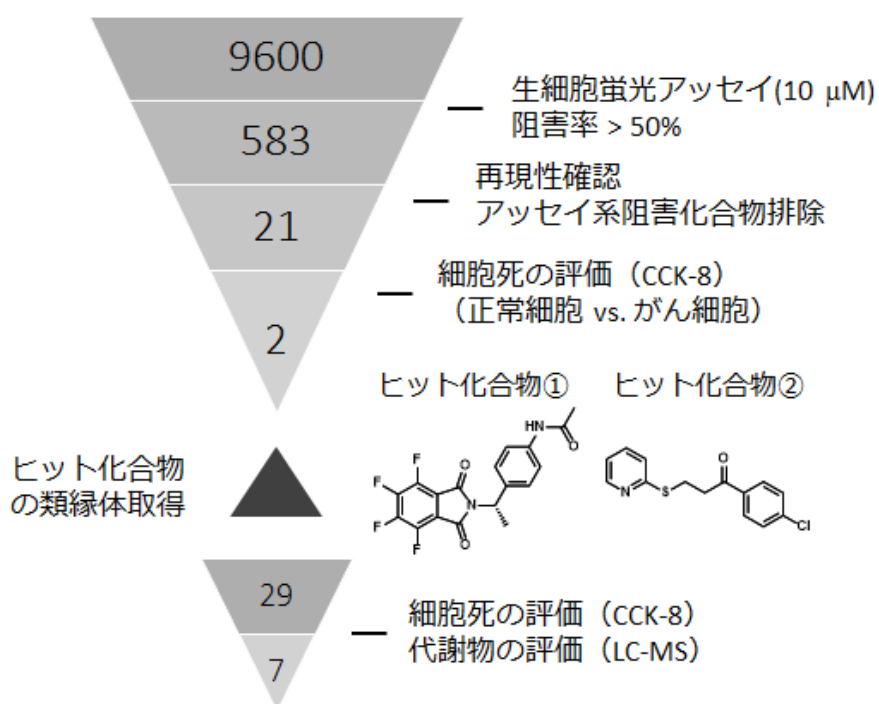 9600
生細胞蛍光アッセイ(10 μM)
阻害率 > 50%
583
再現性確認
アッセイ系阻害化合物排除
21
細胞死の評価（CCK-8）
（正常細胞 vs. がん細胞）
2
ヒット化合物①
ヒット化合物②
HN
O
F
O
F
N
F
O
F
O
N
S
Cl
ヒット化合物
の類縁体取得
29
細胞死の評価（CCK-8）
代謝物の評価（LC-MS）
7